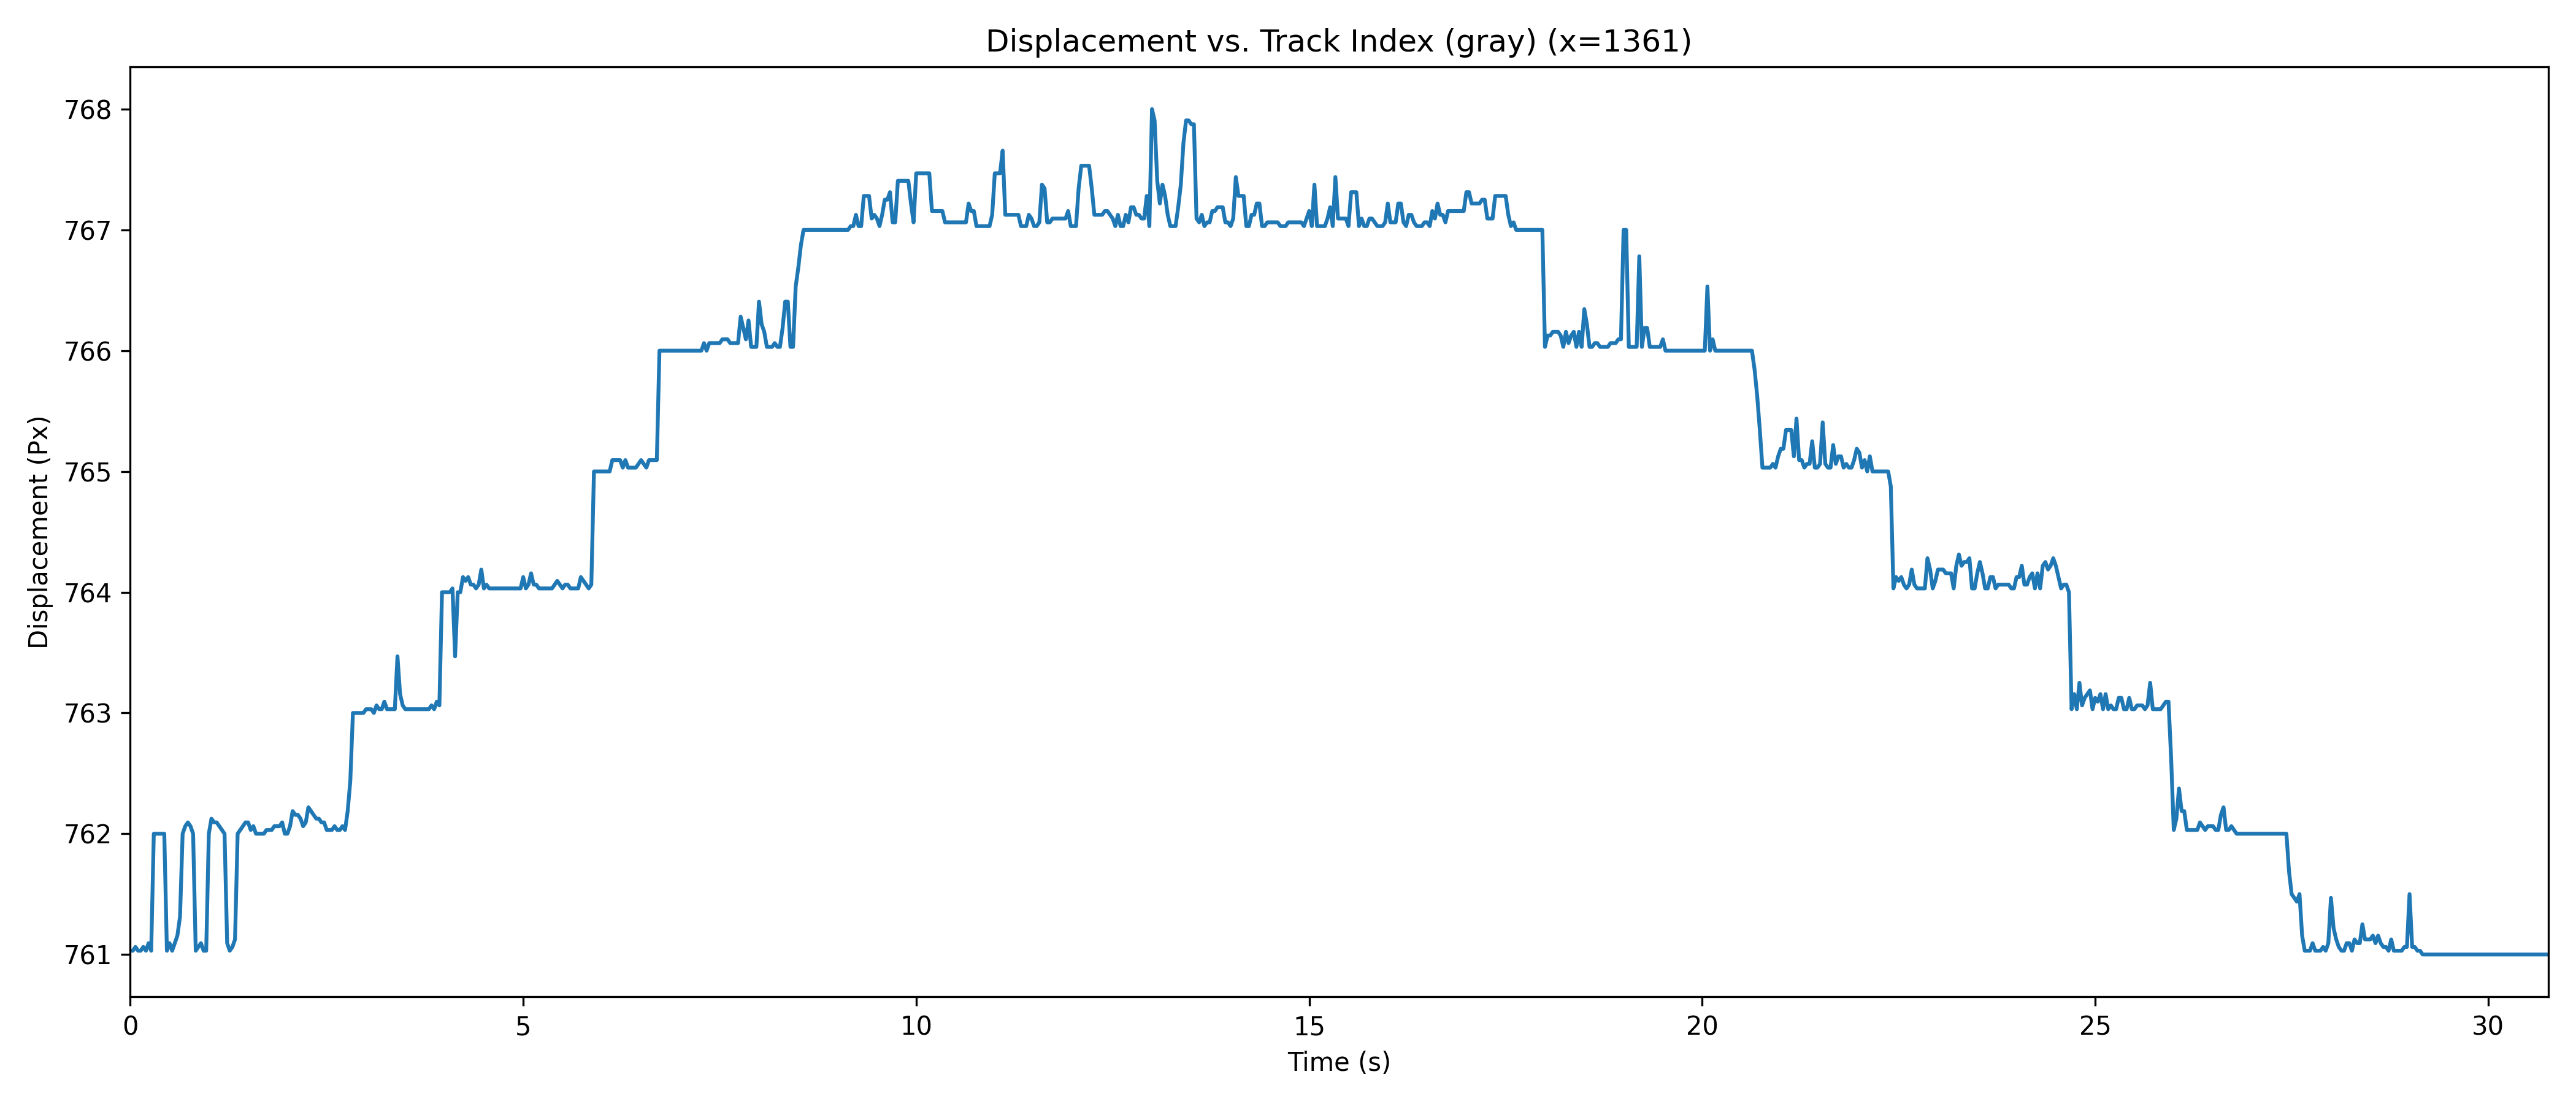 Displacement vs. Track Index (gray) (x=1361)
768
767
766
765
764
763
762
761
Displacement (Px)
0 5 10 15 20 25 30
Time (s)